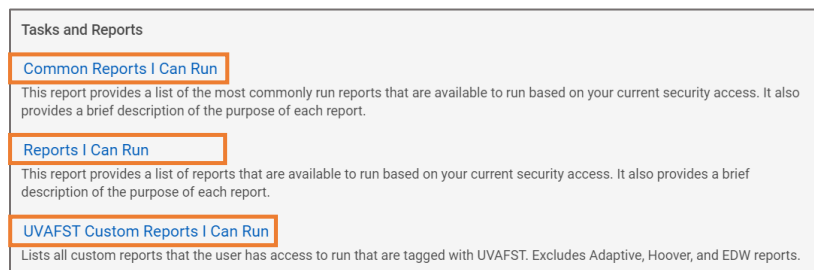 Tasks and Reports
Common Reports I Can Run
This report provides a list of the most commonly run reports that are available to run based on your current security access. It also
provides a brief description of the purpose of each report.
Reports I Can Run
This report provides a list of reports that are available to run based on your current security access. It also provides a brief
description of the purpose of each report.
UVAFST Custom Reports I Can Run
Lists all custom reports that the user has access to run that are tagged with UVAFST. Excludes Adaptive, Hoover, and EDW reports.